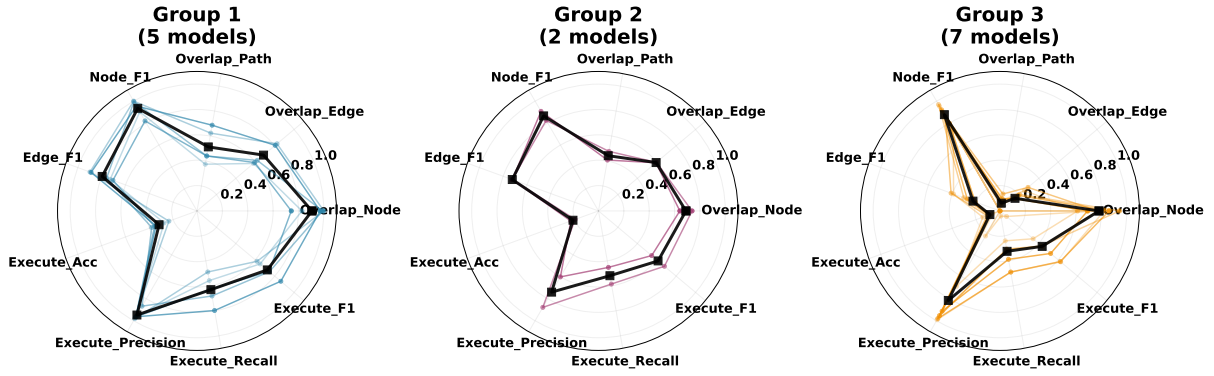 Group 1
(5 models)
Overlap_Path
Node_F1
Overlap_Edge
Edge_F1
1.0
0.8
0.6
0.4
0.2
Overlap_Node
Execute_Acc
Execute_F1
Execute_Precision
Execute_Recall
Group 2
(2 models)
Overlap_Path
Node_F1
Overlap_Edge
Edge_F1
1.0
0.8
0.6
0.4
0.2
Overlap_Node
Execute_Acc
Execute_F1
Execute_Precision
Execute_Recall
Group 3
(7 models)
Overlap_Path
Node_F1
Overlap_Edge
Edge_F1
1.0
0.8
0.6
0.4
0.2
Overlap_Node
Execute_Acc
Execute_F1
Execute_Precision
Execute_Recall